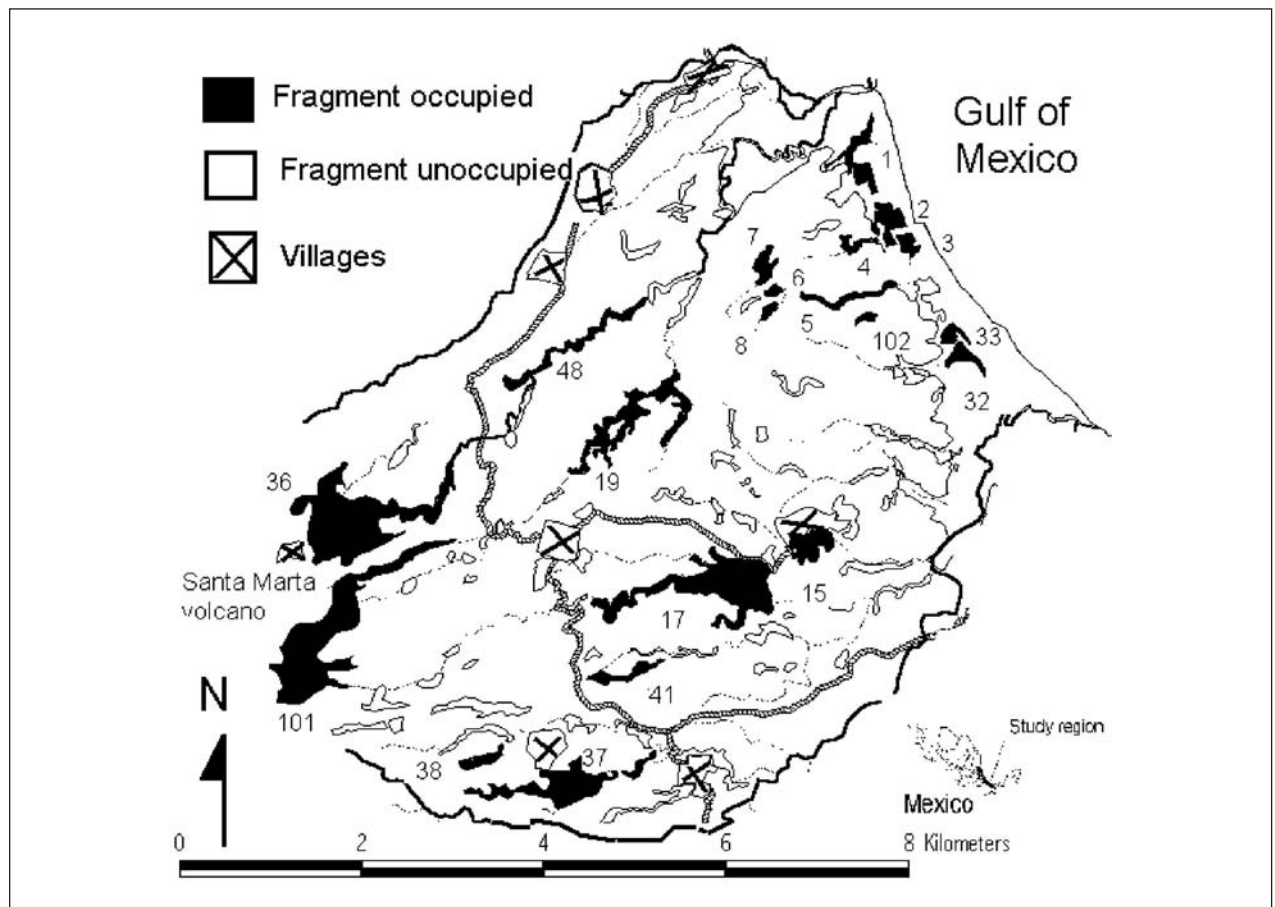 Fragment occupied
Fragment unoccupied
Villages
Gulf of
Mexico
1
2
3
7
4
6
5
8
102
33
32
48
19
36
Santa Marta
volcano
15
17
41
101
N
38
37
Study region
Mexico
0
2
4
6
8 Kilometers